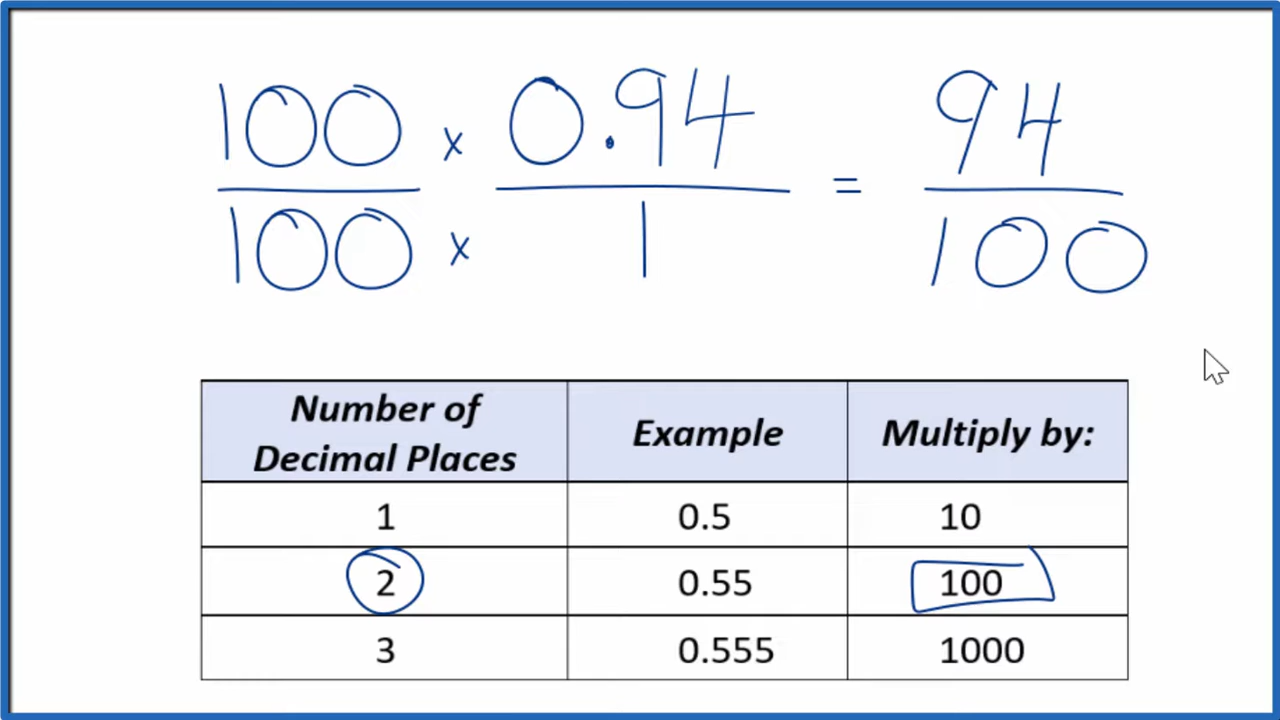 100 x 0.94 = 94
100 x 1 100
Number of Decimal Places Example Multiply by:
1 0.5 10
2 0.55 100
3 0.555 1000